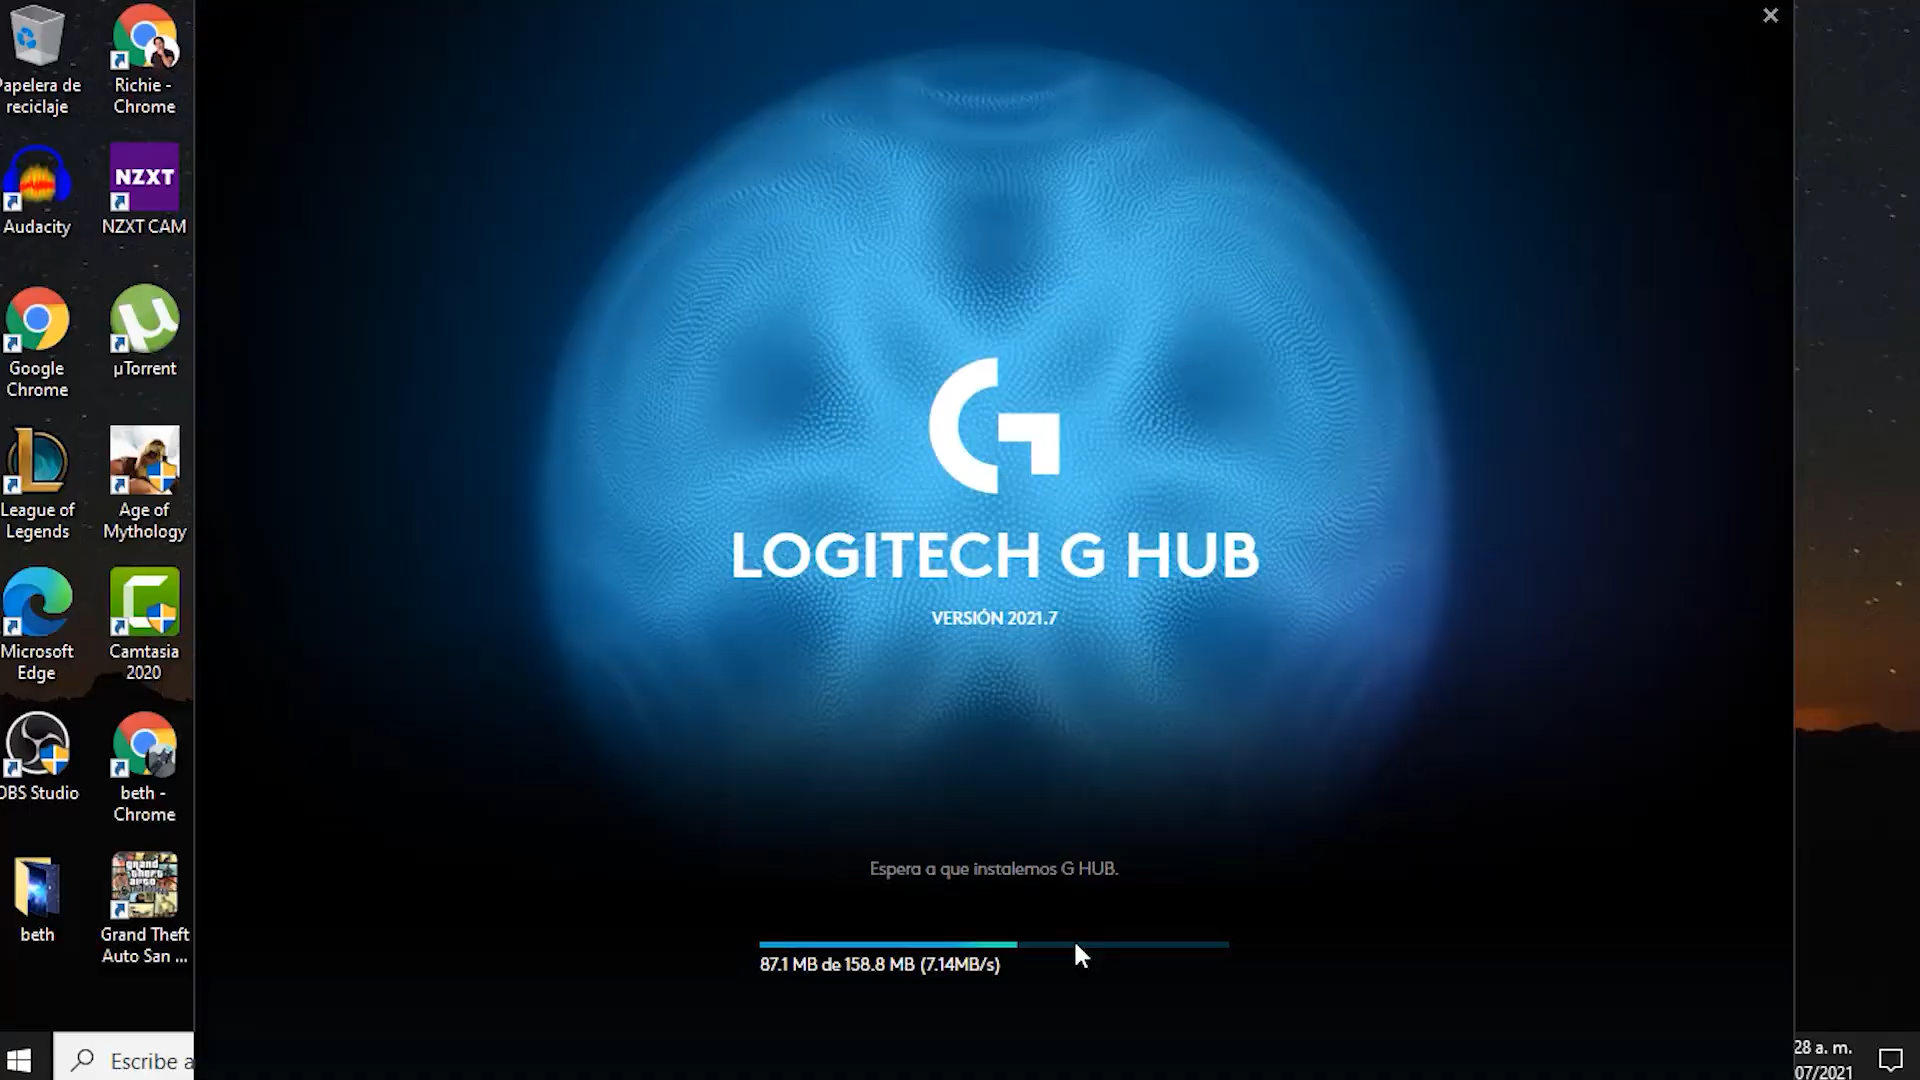 Papelera de
reciclaje
Richie -
Chrome
Audacity
NZXT
NZXT CAM
Google
Chrome
µTorrent
League of
Legends
Age of
Mythology
Microsoft
Edge
Camtasia
2020
OBS Studio
beth -
Chrome
beth
Grand Theft
Auto San ...
LOGITECH G HUB
VERSIÓN 2021.7
Espera a que instalemos G HUB.
87.1 MB de 158.8 MB (7.14MB/s)
Escribe a
28 a. m.
07/2021